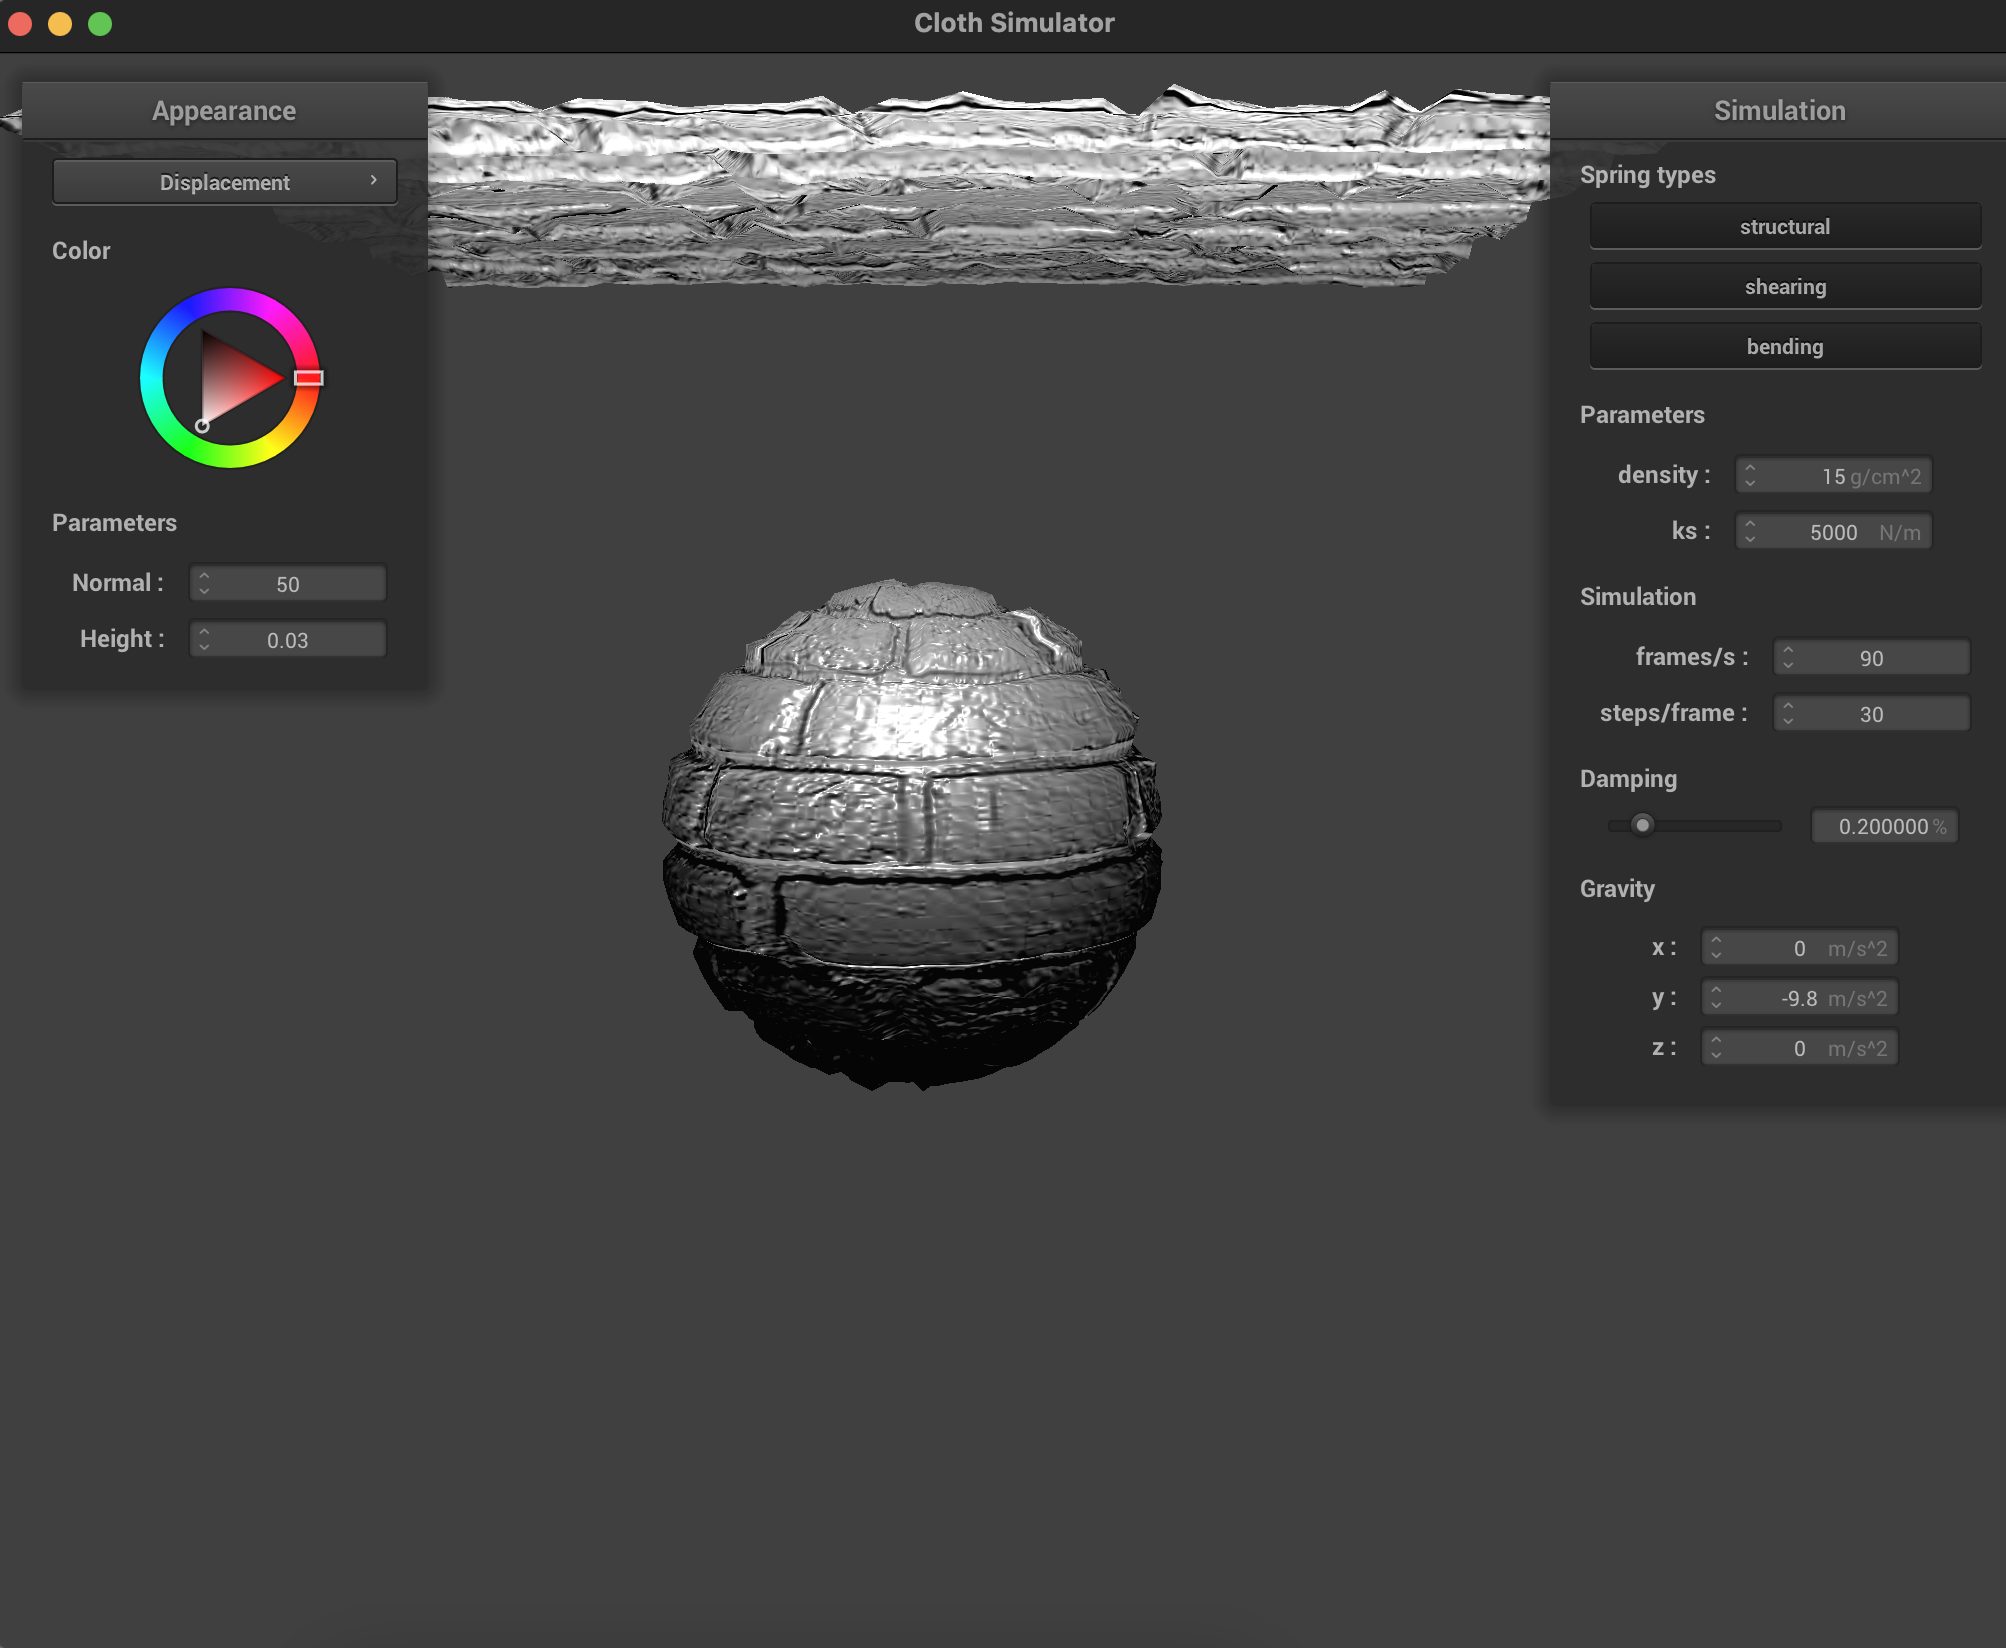 Cloth Simulator
Appearance
Displacement
Color
Parameters
Normal : 50
Height : 0.03
Simulation
Spring types
structural
shearing
bending
Parameters
density : 15 g/cm^2
ks : 5000 N/m
Simulation
frames/s : 90
steps/frame : 30
Damping
0.200000 %
Gravity
x : 0 m/s^2
y : -9.8 m/s^2
z : 0 m/s^2